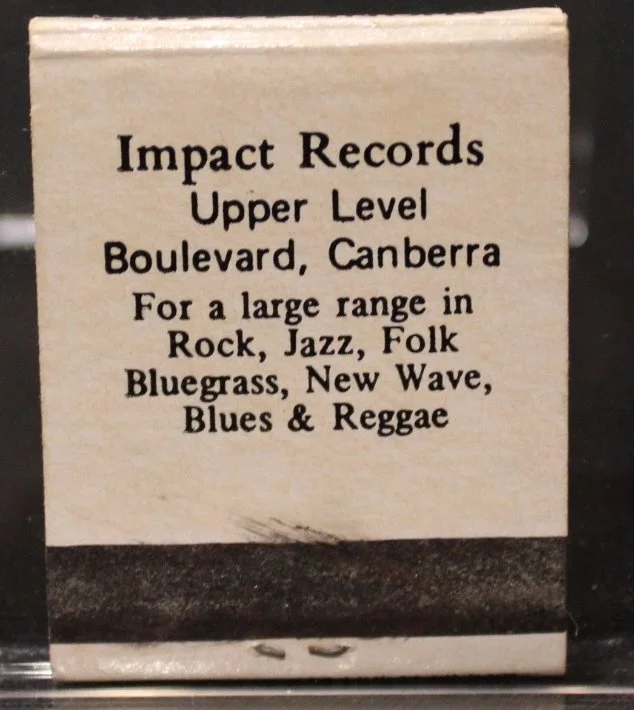 Impact Records
Upper Level
Boulevard, Canberra
For a large range in
Rock, Jazz, Folk
Bluegrass, New Wave,
Blues & Reggae